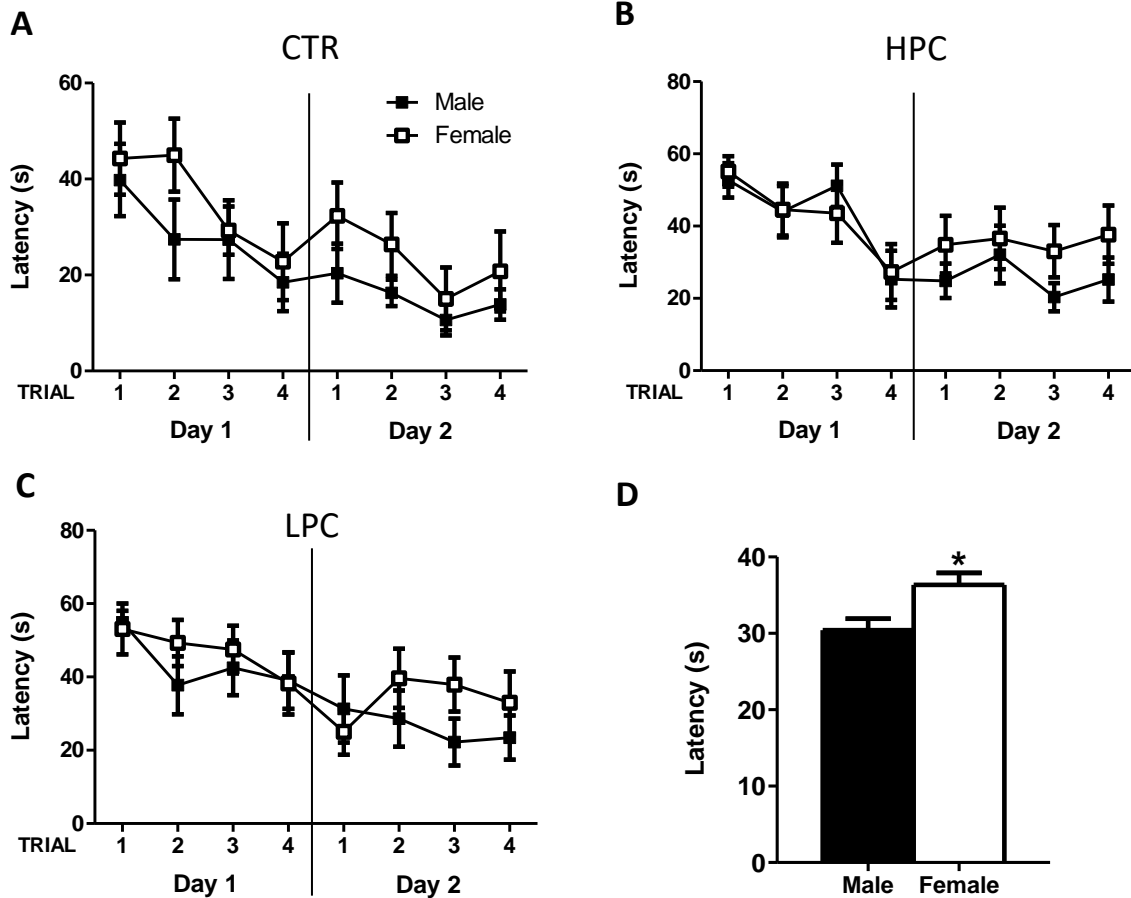 A
CTR
Latency (s)
60
40
20
0
Male
Female
TRIAL 1 2 3 4 1 2 3 4
Day 1 Day 2
B
HPC
Latency (s)
80
60
40
20
0
TRIAL 1 2 3 4 1 2 3 4
Day 1 Day 2
C
LPC
Latency (s)
80
60
40
20
0
TRIAL 1 2 3 4 1 2 3 4
Day 1 Day 2
D
Latency (s)
40
30
20
10
0
*
Male Female